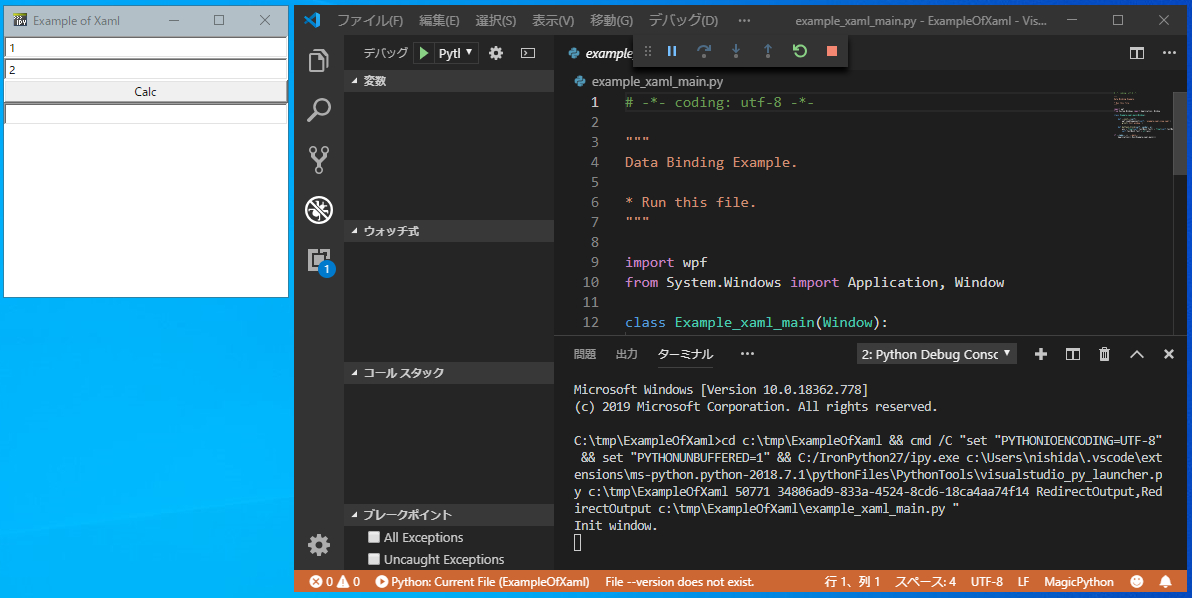 Example of Xaml
1
2
Calc
ファイル(F) 編集(E) 選択(S) 表示(V) 移動(G) デバッグ(D) ··· example_xaml_main.py - ExampleOfXaml - Vis...
デバッグ Pytl
example
変数
example_xaml_main.py
1 # -*- coding: utf-8 -*-
2
3 """
4 Data Binding Example.
5
6 * Run this file.
7 """
8
9 import wpf
10 from System.Windows import Application, Window
11
12 class Example_xaml_main(Window):
ウォッチ式
コール スタック
ブレークポイント
All Exceptions
Uncaught Exceptions
1
問題 出力 ターミナル ··· 2: Python Debug Consc
Microsoft Windows [Version 10.0.18362.778]
(c) 2019 Microsoft Corporation. All rights reserved.
C:\tmp\ExampleOfXaml>cd c:\tmp\ExampleOfXaml && cmd /C "set "PYTHONIOENCODING=UTF-8"
&& set "PYTHONUNBUFFERED=1" && C:/IronPython27/ipy.exe c:\Users\nishida\.vscode\ext
ensions\ms-python.python-2018.7.1\pythonFiles\PythonTools\visualstudio_py_launcher.p
y c:\tmp\ExampleOfXaml 50771 34806ad9-833a-4524-8cd6-18ca4aa74f14 RedirectOutput,Red
irectOutput c:\tmp\ExampleOfXaml\example_xaml_main.py "
Init window.
0 0 Python: Current File (ExampleOfXaml) File --version does not exist. 行 1、列 1 スペース: 4 UTF-8 LF MagicPython